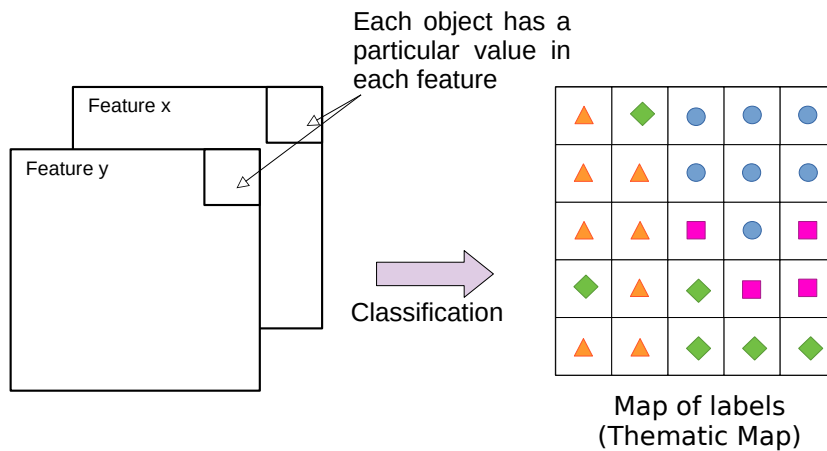 Each object has a
particular value in
each feature
Feature x
Feature y
Classification
Map of labels
(Thematic Map)